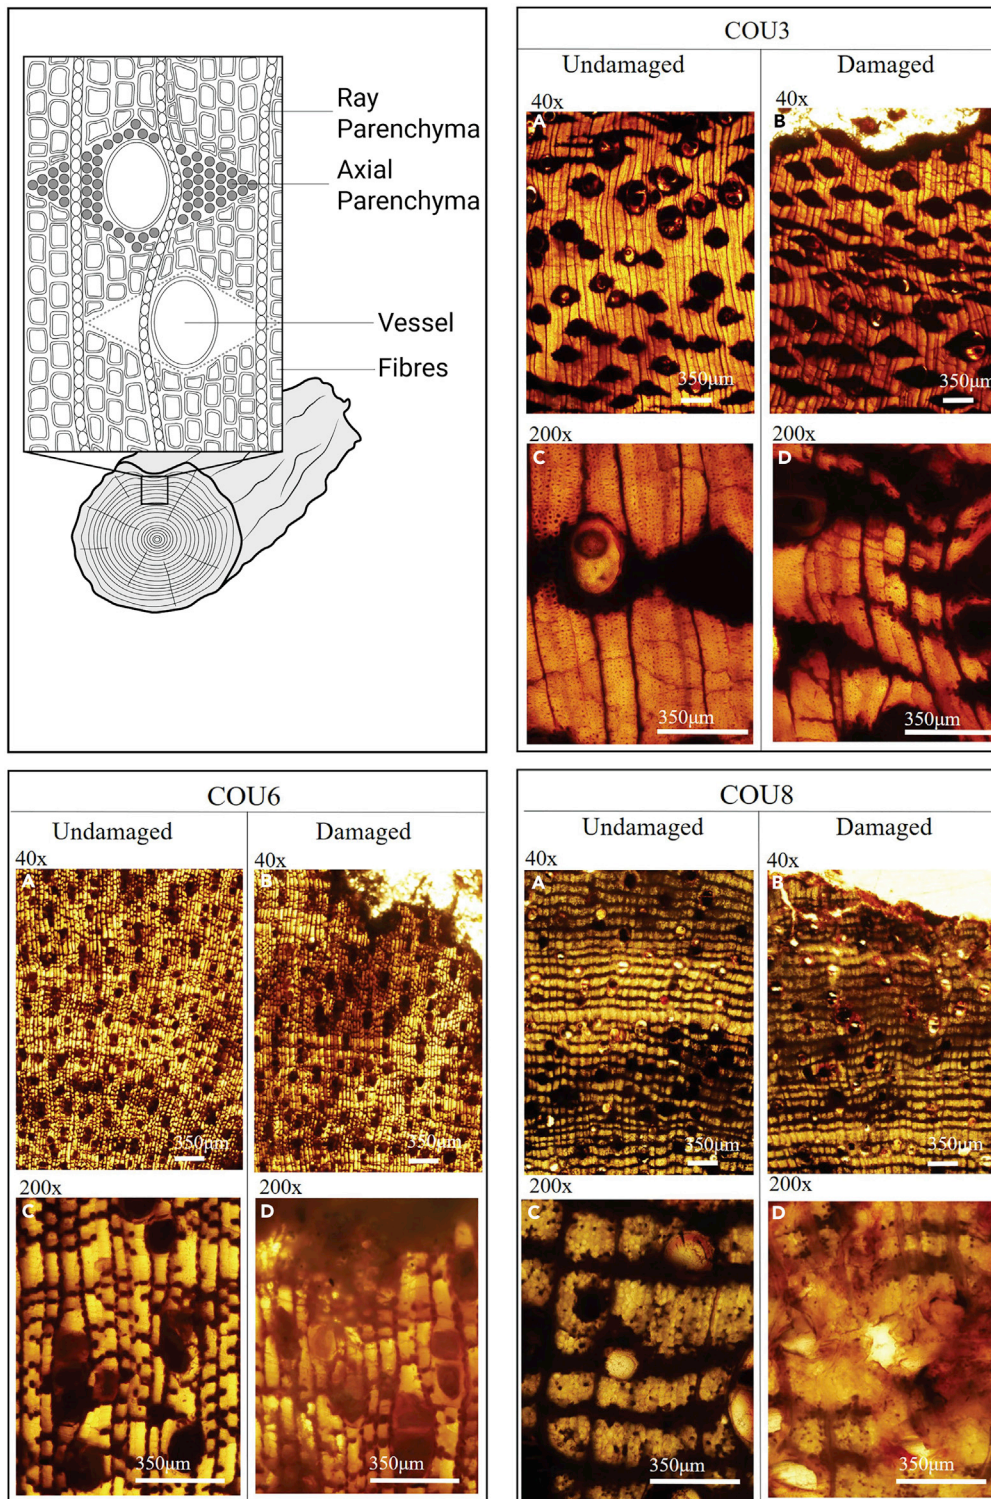 Ray
Parenchyma
Axial
Parenchyma
Vessel
Fibres
COU3
Undamaged
Damaged
40x
A
350µm
40x
B
350µm
200x
C
350µm
200x
D
350µm
COU6
Undamaged
Damaged
40x
A
350µm
40x
B
350µm
200x
C
350µm
200x
D
350µm
COU8
Undamaged
Damaged
40x
A
350µm
40x
B
350µm
200x
C
350µm
200x
D
350µm